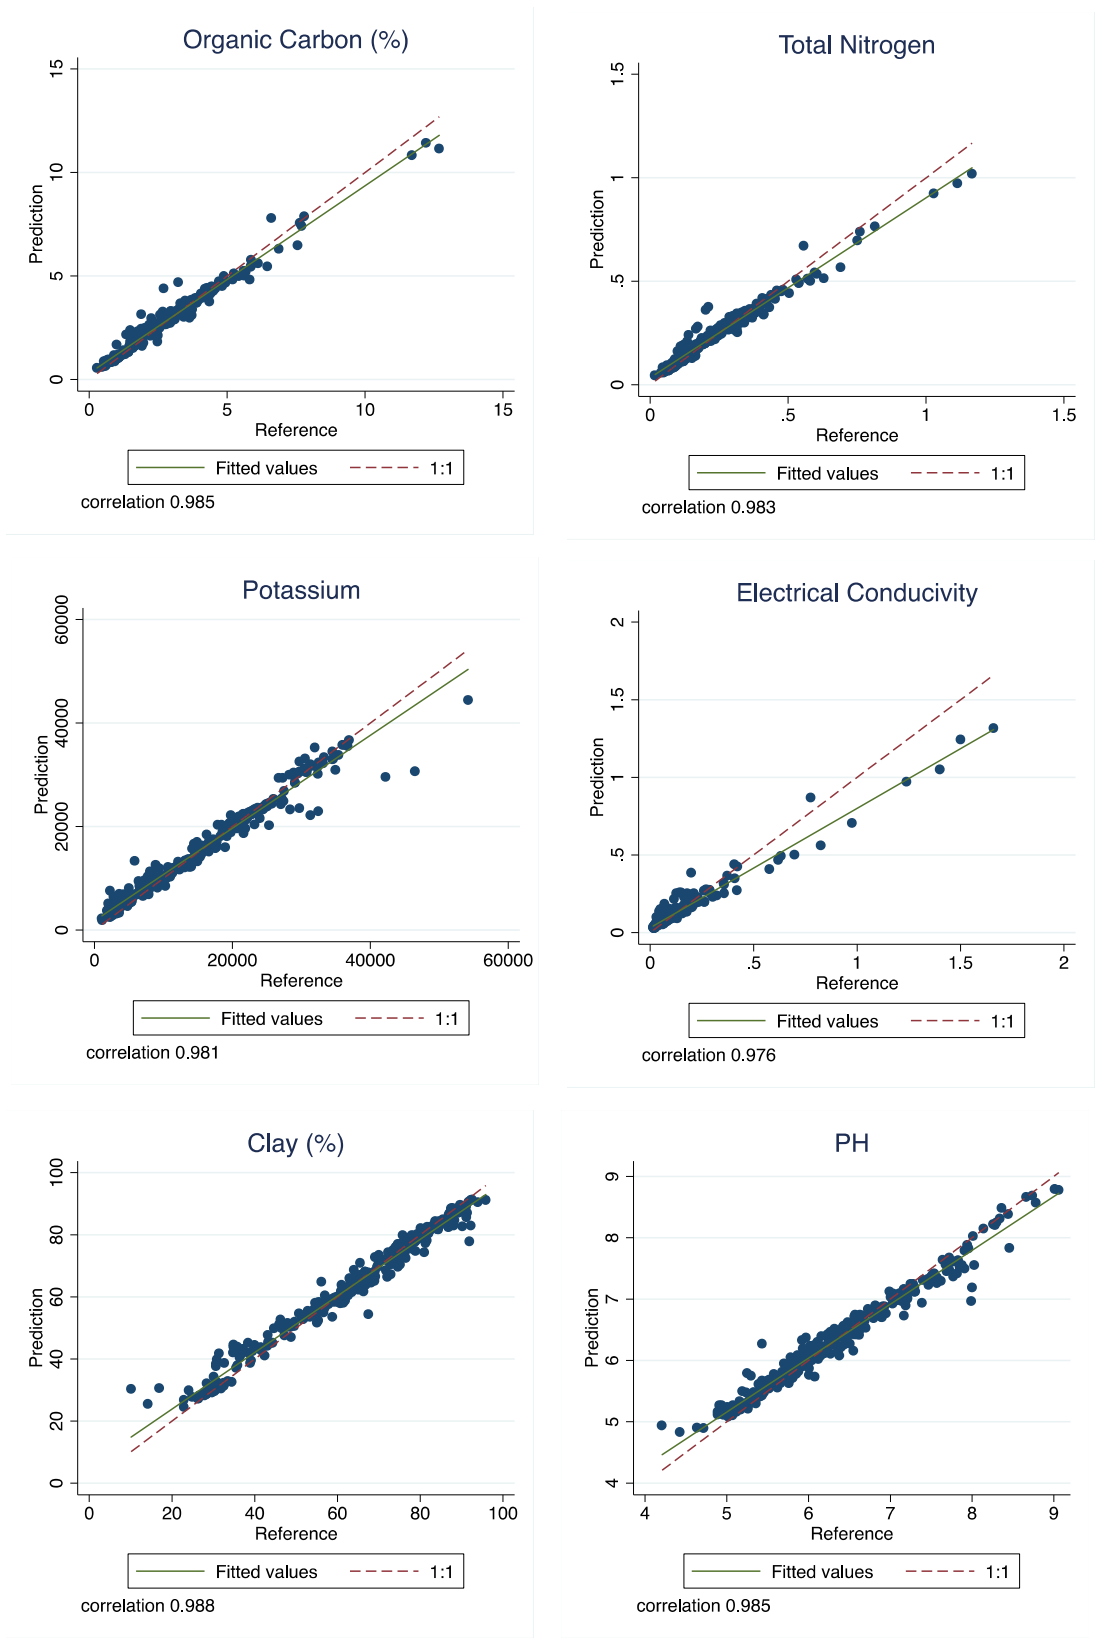 Organic Carbon (%)
Prediction
15
10
5
0
0 5 10 15
Reference
Fitted values 1:1
correlation 0.985
Total Nitrogen
Prediction
1.5
1
.5
0
0 .5 1 1.5
Reference
Fitted values 1:1
correlation 0.983
Potassium
Prediction
60000
40000
20000
0
0 20000 40000 60000
Reference
Fitted values 1:1
correlation 0.981
Electrical Conducivity
Prediction
2
1.5
1
.5
0
0 .5 1 1.5 2
Reference
Fitted values 1:1
correlation 0.976
Clay (%)
Prediction
100
80
60
40
20
0
0 20 40 60 80 100
Reference
Fitted values 1:1
correlation 0.988
PH
Prediction
9
8
7
6
5
4
4 5 6 7 8 9
Reference
Fitted values 1:1
correlation 0.985